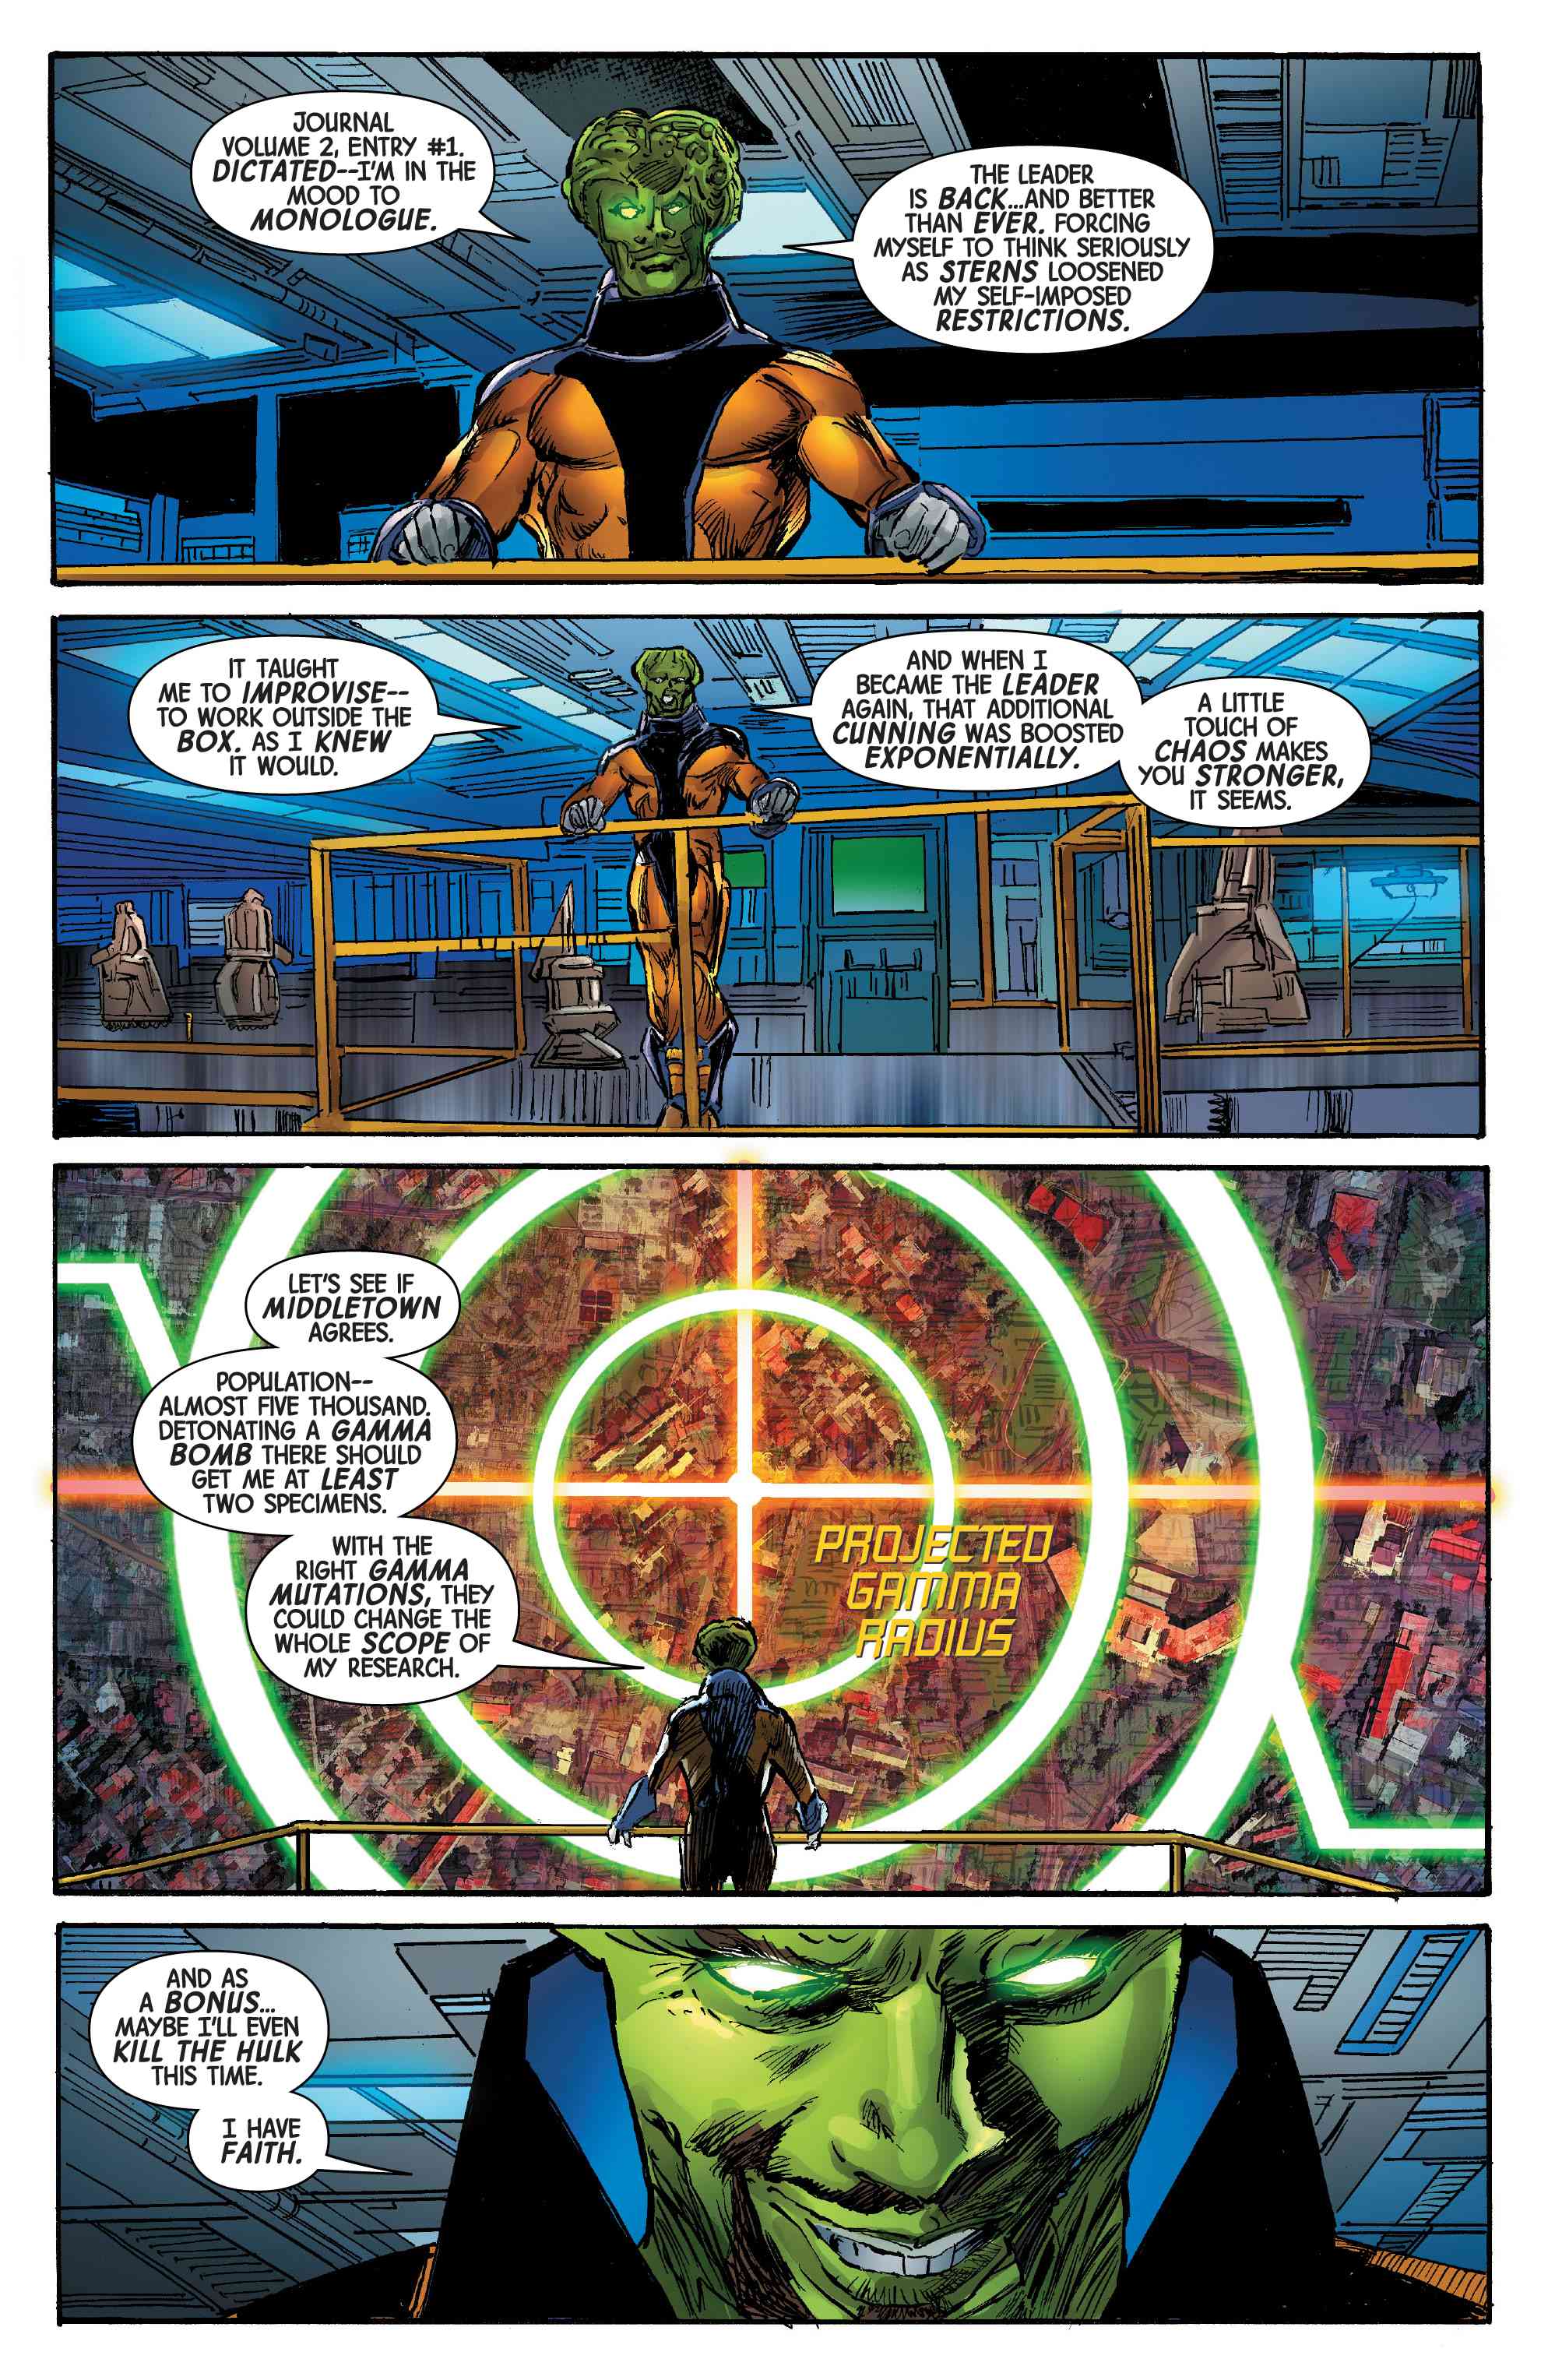 JOURNAL
VOLUME 2, ENTRY #1.
DICTATED--I'M IN THE
MOOD TO
MONOLOGUE.
THE LEADER
IS BACK...AND BETTER
THAN EVER. FORCING
MYSELF TO THINK SERIOUSLY
AS STERNS LOOSENED
MY SELF-IMPOSED
RESTRICTIONS.
IT TAUGHT
ME TO IMPROVISE--
TO WORK OUTSIDE THE
BOX. AS I KNEW
IT WOULD.
AND WHEN I
BECAME THE LEADER
AGAIN, THAT ADDITIONAL
CUNNING WAS BOOSTED
EXPONENTIALLY.
A LITTLE
TOUCH OF
CHAOS MAKES
YOU STRONGER,
IT SEEMS.
LET'S SEE IF
MIDDLETOWN
AGREES.
POPULATION--
ALMOST FIVE THOUSAND.
DETONATING A GAMMA
BOMB THERE SHOULD
GET ME AT LEAST
TWO SPECIMENS.
WITH THE
RIGHT GAMMA
MUTATIONS, THEY
COULD CHANGE THE
WHOLE SCOPE OF
MY RESEARCH.
PROJECTED
GAMMA
RADIUS
AND AS
A BONUS...
MAYBE I'LL EVEN
KILL THE HULK
THIS TIME.
I HAVE
FAITH.